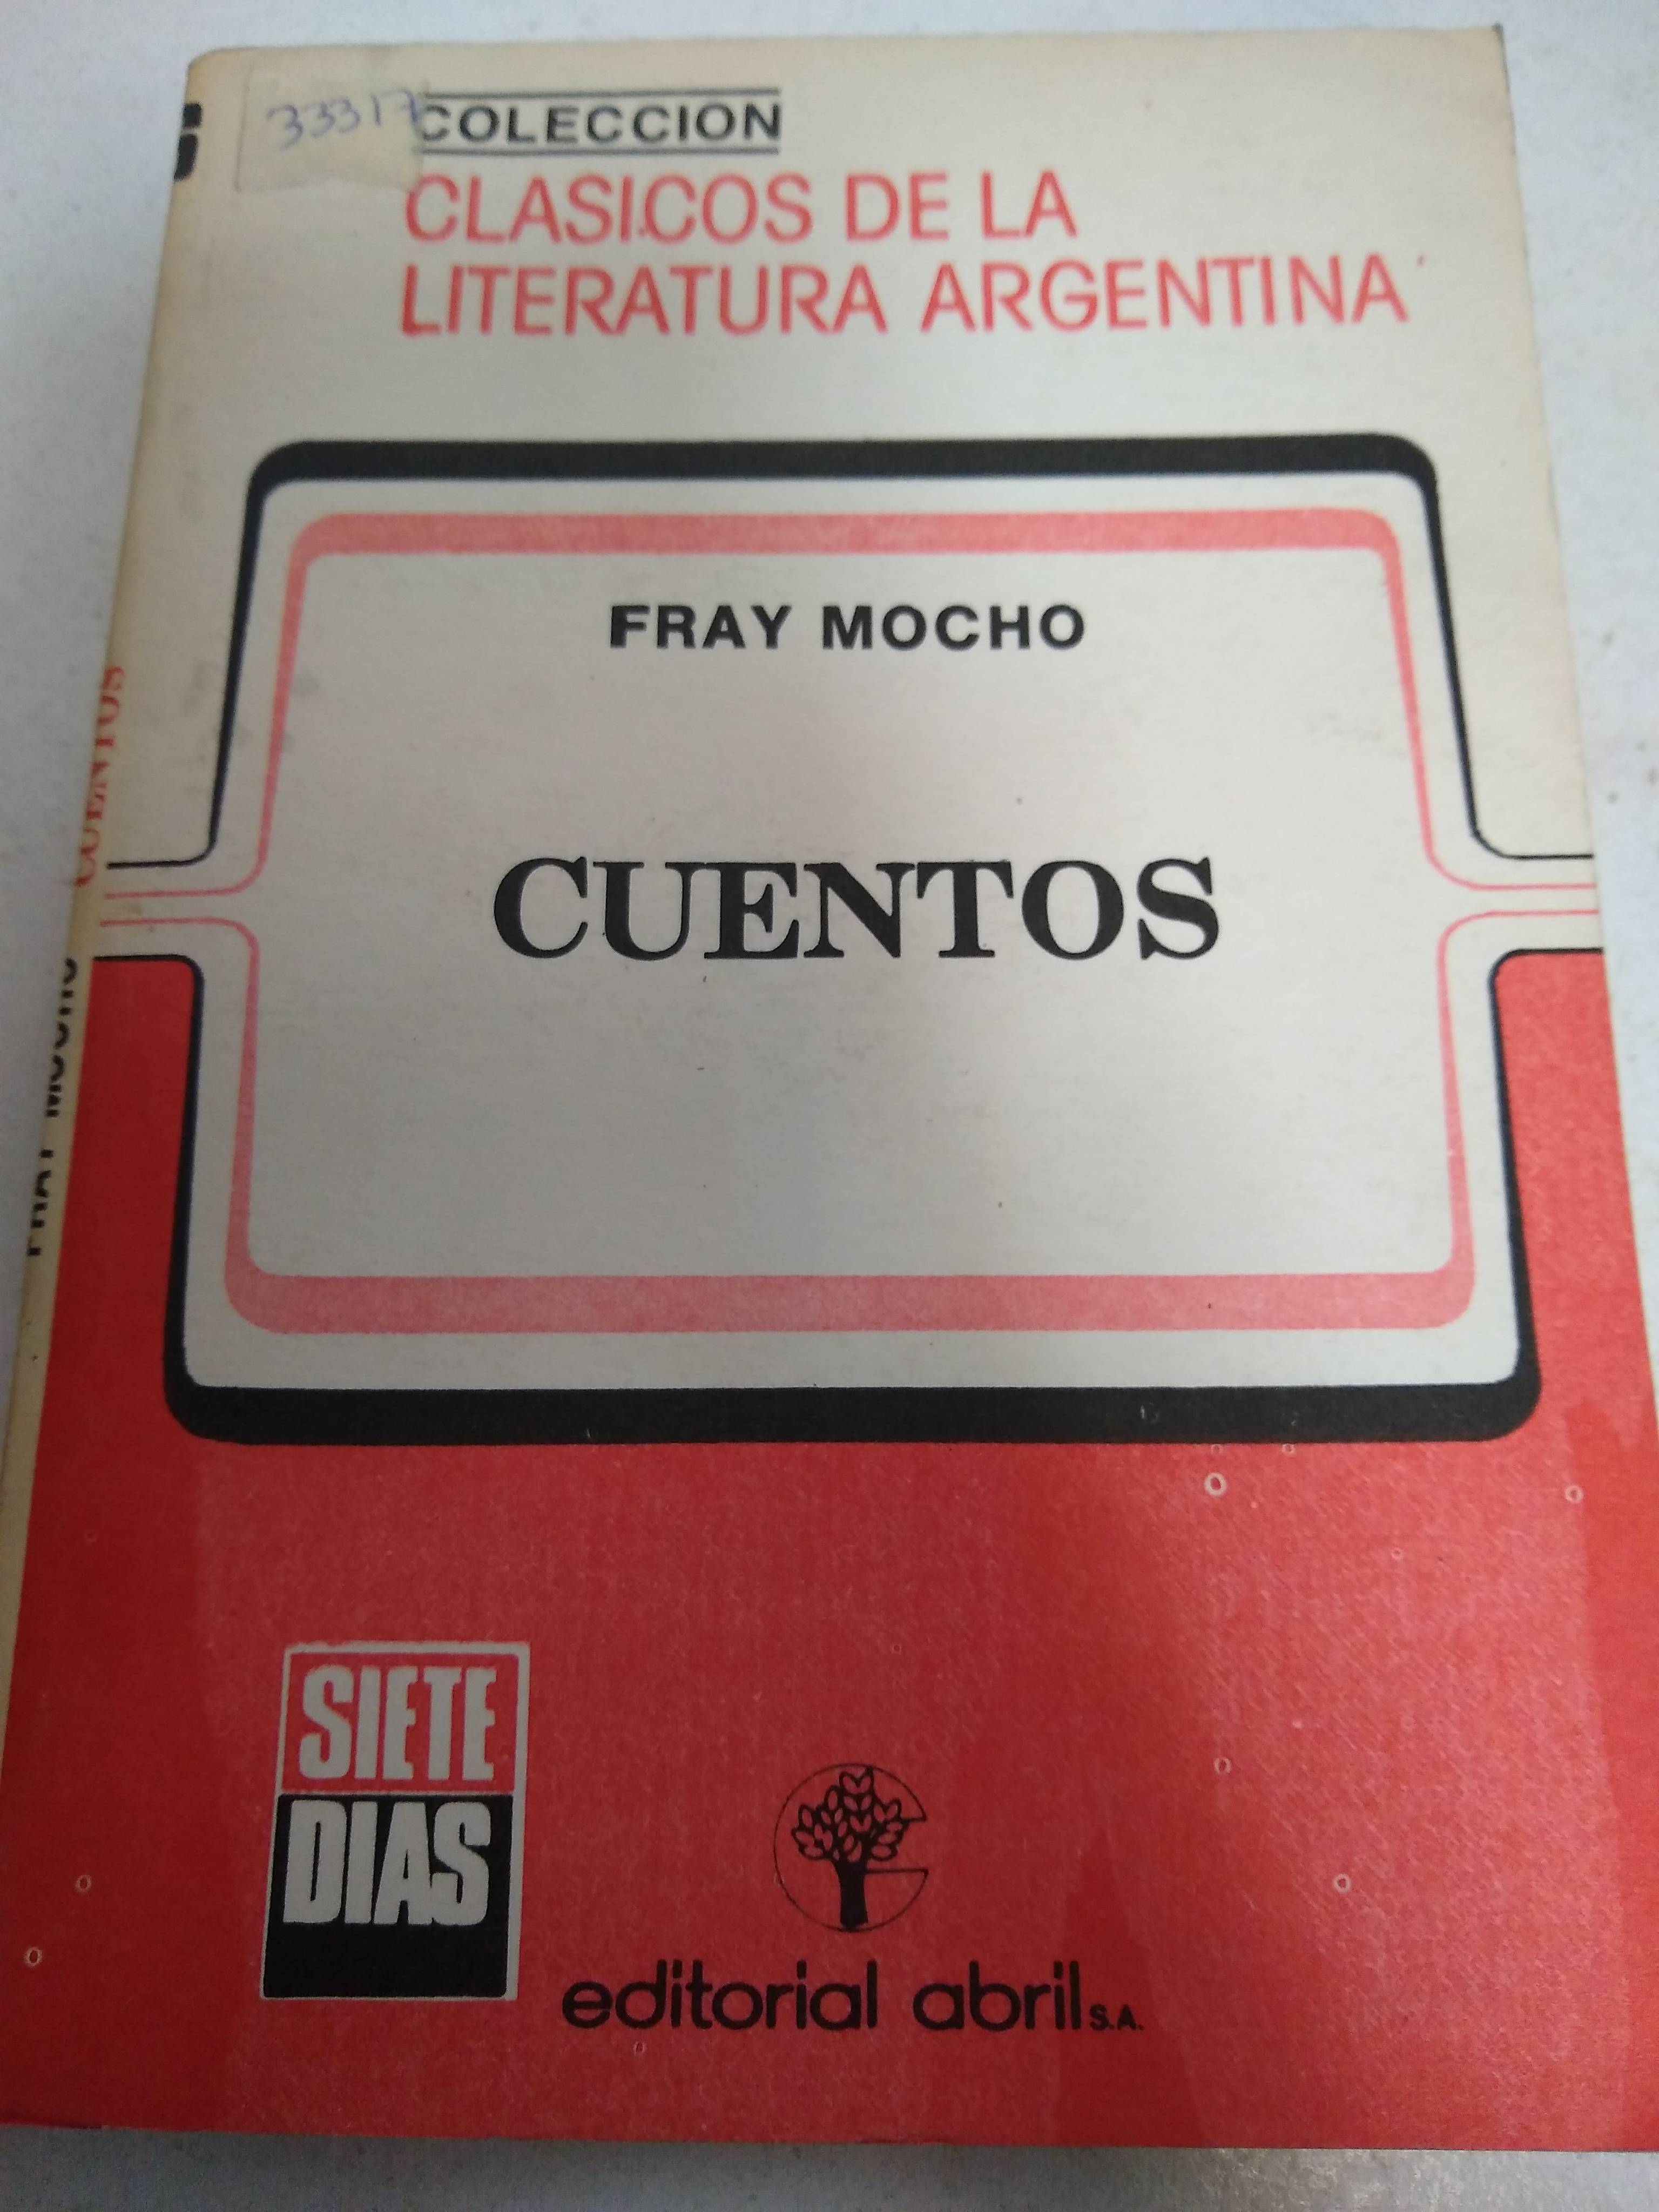 33317
COLECCION
CLASICOS DE LA
LITERATURA ARGENTINA
FRAY MOCHO
CUENTOS
SIETE
DIAS
editorial abril S.A.
FRAY MOCHO CUENTOS